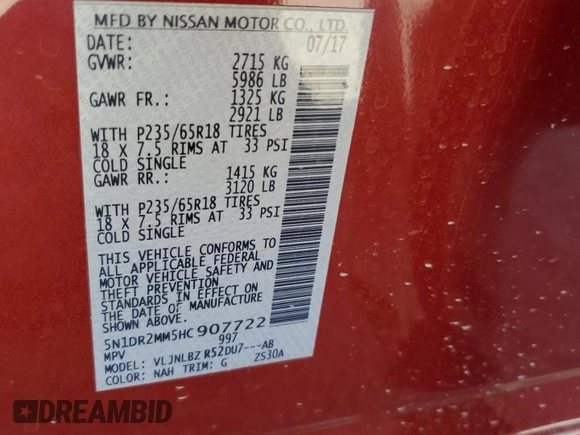 MFD BY NISSAN MOTOR CO., LTD.
DATE: 07/17
GVWR: 2715 KG
5986 LB
GAWR FR.: 1325 KG
2921 LB
WITH P235/65R18 TIRES
18 X 7.5 RIMS AT 33 PSI
COLD SINGLE
GAWR RR.: 1415 KG
3120 LB
WITH P235/65R18 TIRES
18 X 7.5 RIMS AT 33 PSI
COLD SINGLE
THIS VEHICLE CONFORMS TO
ALL APPLICABLE FEDERAL
MOTOR VEHICLE SAFETY AND
THEFT PREVENTION
STANDARDS IN EFFECT ON
THE DATE OF MANUFACTURE
5N1DR2MM5HC907722
MPV 997
MODEL: VLJNLBZ R52DU7---AB
COLOR: NAH TRIM: G ZS30A
DREAMBID